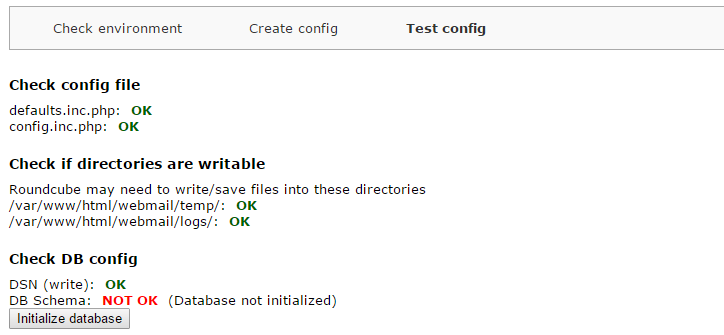 Check environment Create config Test config
Check config file
defaults.inc.php: OK
config.inc.php: OK
Check if directories are writable
Roundcube may need to write/save files into these directories
/var/www/html/webmail/temp/: OK
/var/www/html/webmail/logs/: OK
Check DB config
DSN (write): OK
DB Schema: NOT OK (Database not initialized)
Initialize database